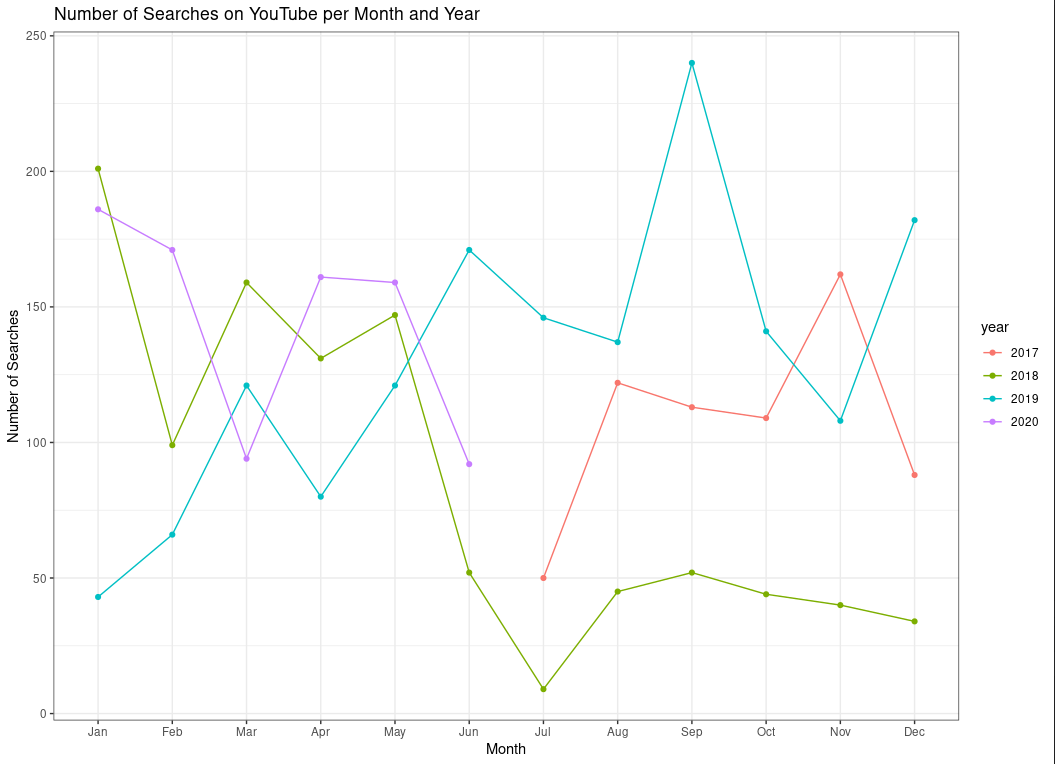 Number of Searches on YouTube per Month and Year
250
200
150
100
50
0
Number of Searches
Jan Feb Mar Apr May Jun Jul Aug Sep Oct Nov Dec
Month
year
2017
2018
2019
2020